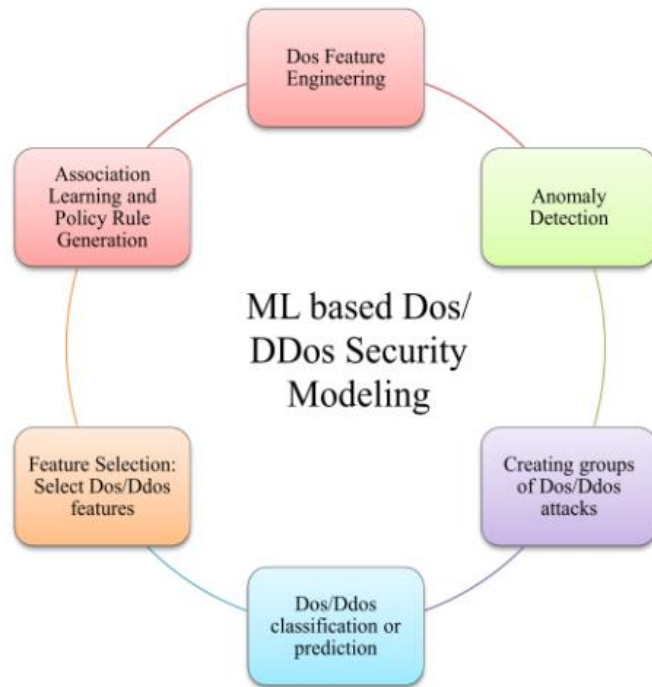 Dos Feature
Engineering
Association
Learning and
Policy Rule
Generation
Anomaly
Detection
ML based Dos/
DDos Security
Modeling
Feature Selection:
Select Dos/Ddos
features
Creating groups
of Dos/Ddos
attacks
Dos/Ddos
classification or
prediction